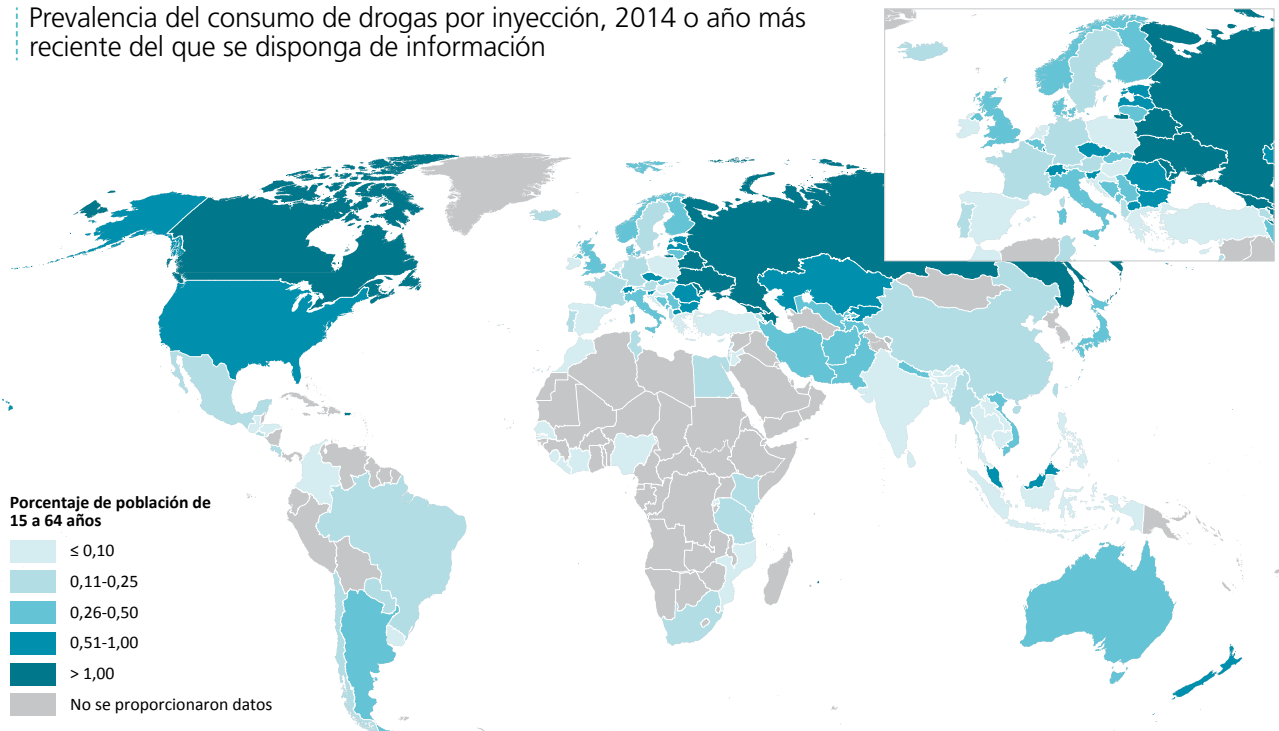 Prevalencia del consumo de drogas por inyección, 2014 o año más
reciente del que se disponga de información
Porcentaje de población de
15 a 64 años
≤ 0,10
0,11-0,25
0,26-0,50
0,51-1,00
> 1,00
No se proporcionaron datos